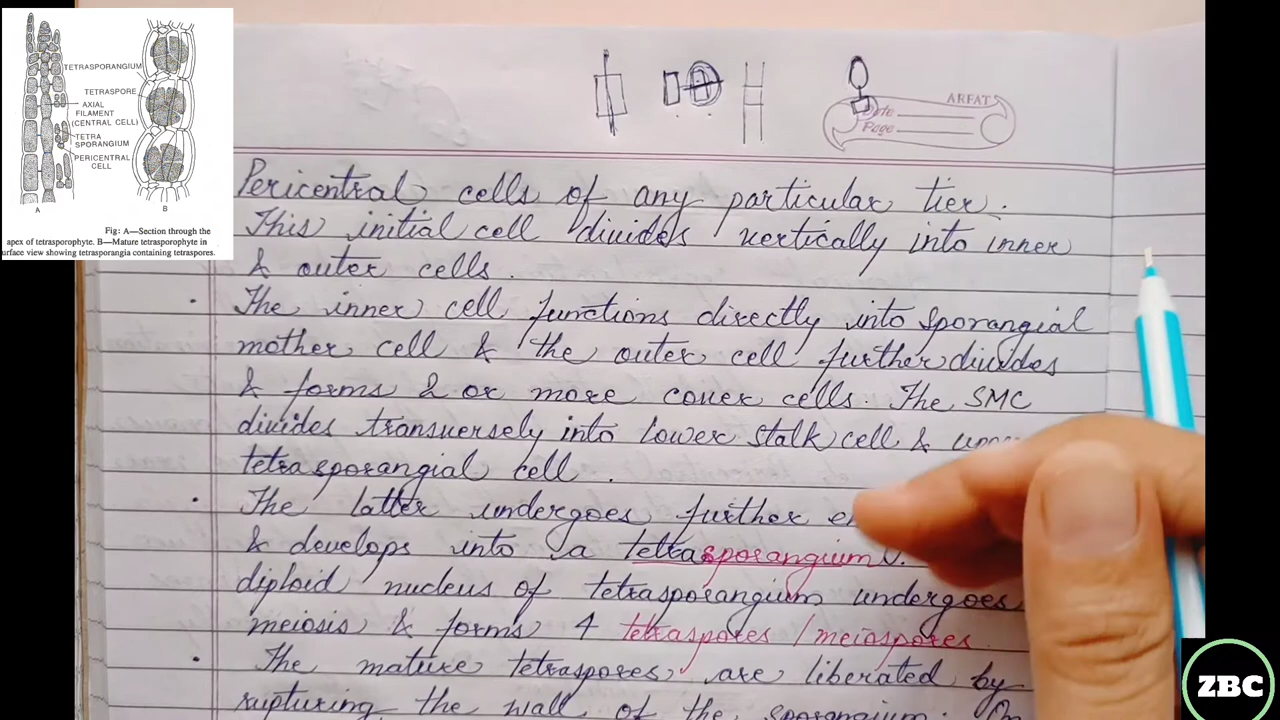 TETRASPORANGIUM
TETRASPORE
AXIAL
FILAMENT
(CENTRAL CELL)
TETRA
SPORANGIUM
PERICENTRAL
CELL
A
B
Fig: A—Section through the
apex of tetrasporophyte. B—Mature tetrasporophyte in
urface view showing tetrasporangia containing tetraspores.
ARFAT
Date
Page
Pericentral cells of any particular tier.
This initial cell divides vertically into inner
& outer cells.
The inner cell functions directly into sporangial
mother cell & the outer cell further divides
& forms 2 or more cover cells. The SMC
divides transversely into lower stalk cell &
tetrasporangial cell.
The latter undergoes further
& develops into a tetrasporangium.
diploid nucleus of tetrasporangium undergoes
meiosis & forms 4 tetraspores / meiospores.
The mature tetraspores, are liberated by
rupturing the wall of the sporangium. On
ZBC